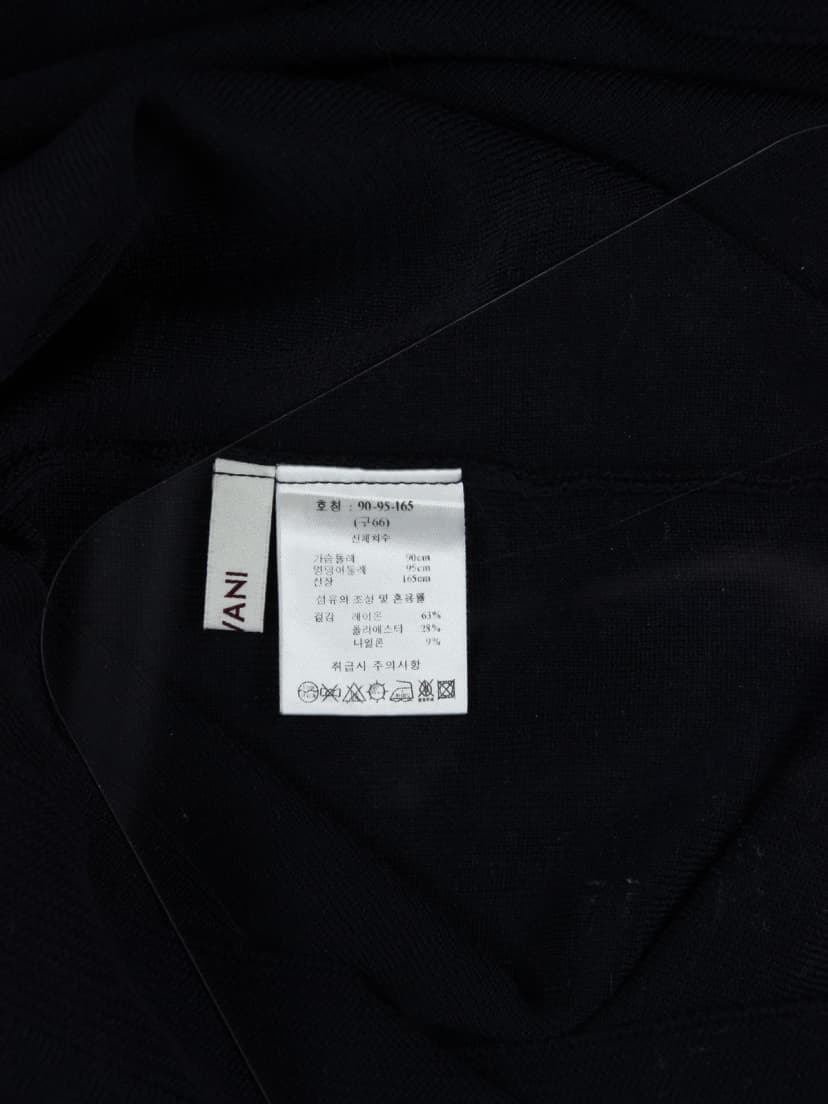 호칭 : 90-95-165
(구66)
신체치수
가슴둘레 90cm
엉덩이둘레 95cm
신장 165cm
섬유의 조성 및 혼용률
겉감 레이온 63%
폴리에스터 28%
나일론 9%
취급시 주의사항
VANI